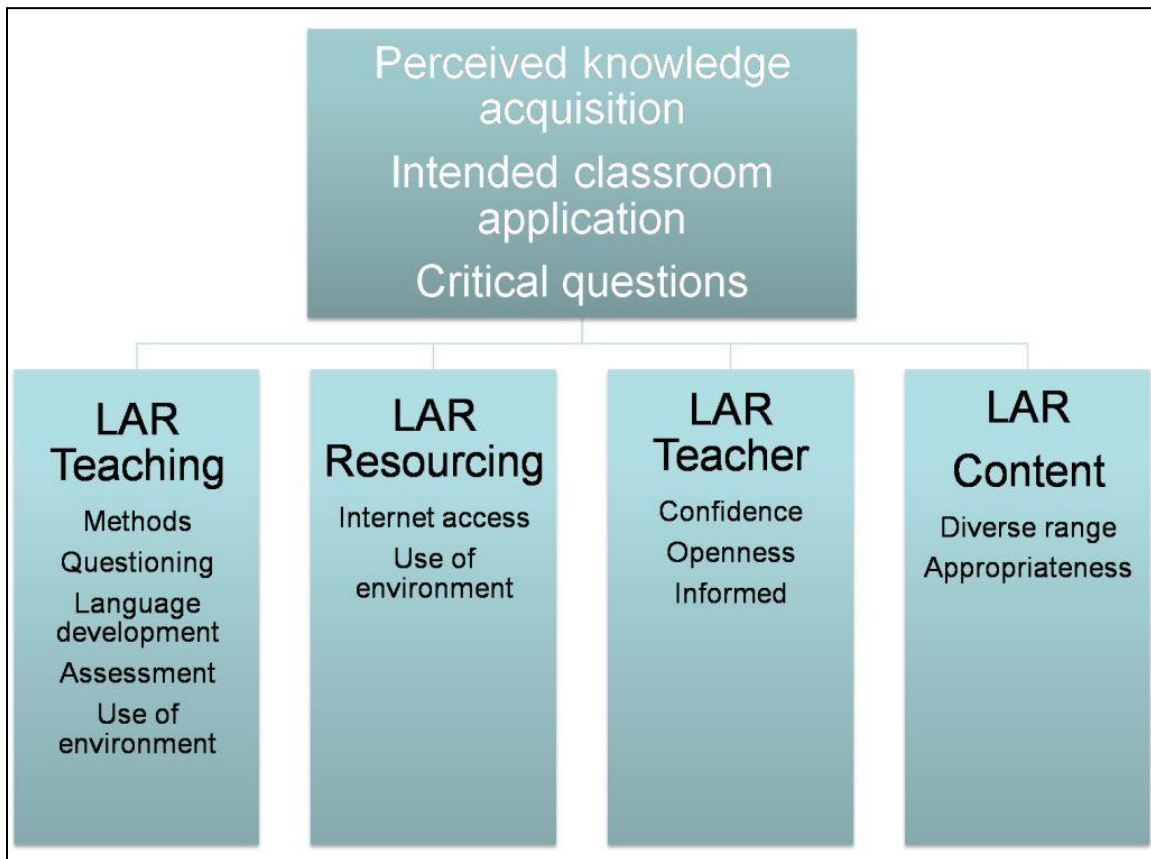 Perceived knowledge
acquisition
Intended classroom
application
Critical questions
LAR
Teaching
Methods
Questioning
Language
development
Assessment
Use of
environment
LAR
Resourcing
Internet access
Use of
environment
LAR
Teacher
Confidence
Openness
Informed
LAR
Content
Diverse range
Appropriateness